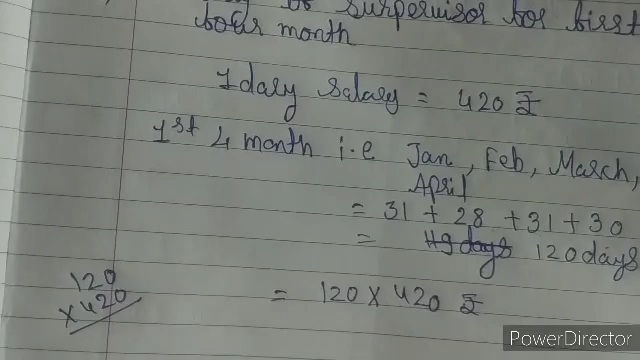 of supervisor for first
four month
1 day salary = 420 ₹
1st 4 month i.e Jan, Feb, March,
April
= 31 + 28 + 31 + 30
= 119 days 120 days
120
× 420
= 120 × 420 ₹
PowerDirector